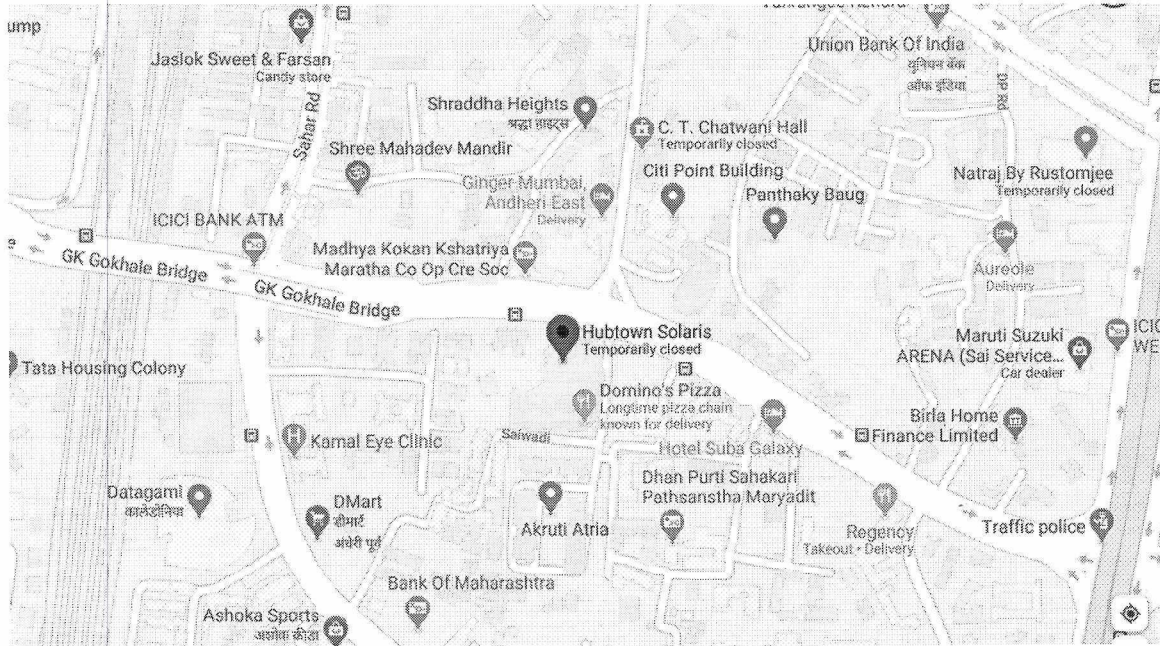 ump
Jaslok Sweet & Farsan
Candy store
Sahar Rd
Union Bank Of India
यूनियन बैंक
ऑफ इंडिया
DP Rd
Shraddha Heights
श्रद्धा हाइट्स
C. T. Chatwani Hall
Temporarily closed
Shree Mahadev Mandir
Citi Point Building
Natraj By Rustomjee
Temporarily closed
Ginger Mumbai,
Andheri East
Delivery
Panthaky Baug
ICICI BANK ATM
Madhya Kokan Kshatriya
Maratha Co Op Cre Soc
GK Gokhale Bridge
GK Gokhale Bridge
Aureole
Delivery
Hubtown Solaris
Temporarily closed
Maruti Suzuki
ARENA (Sai Service...
Car dealer
ICIC
WE
Tata Housing Colony
Domino's Pizza
Longtime pizza chain
known for delivery
Birla Home
Finance Limited
Saiwadi
Kamal Eye Clinic
Hotel Suba Galaxy
Datagami
कालेडोनिया
DMart
डीमार्ट
अंधेरी पूर्व
Akruti Atria
Dhan Purti Sahakari
Pathsanstha Maryadit
Regency
Takeout • Delivery
Traffic police
Bank Of Maharashtra
Ashoka Sports
अशोक क्रीडा